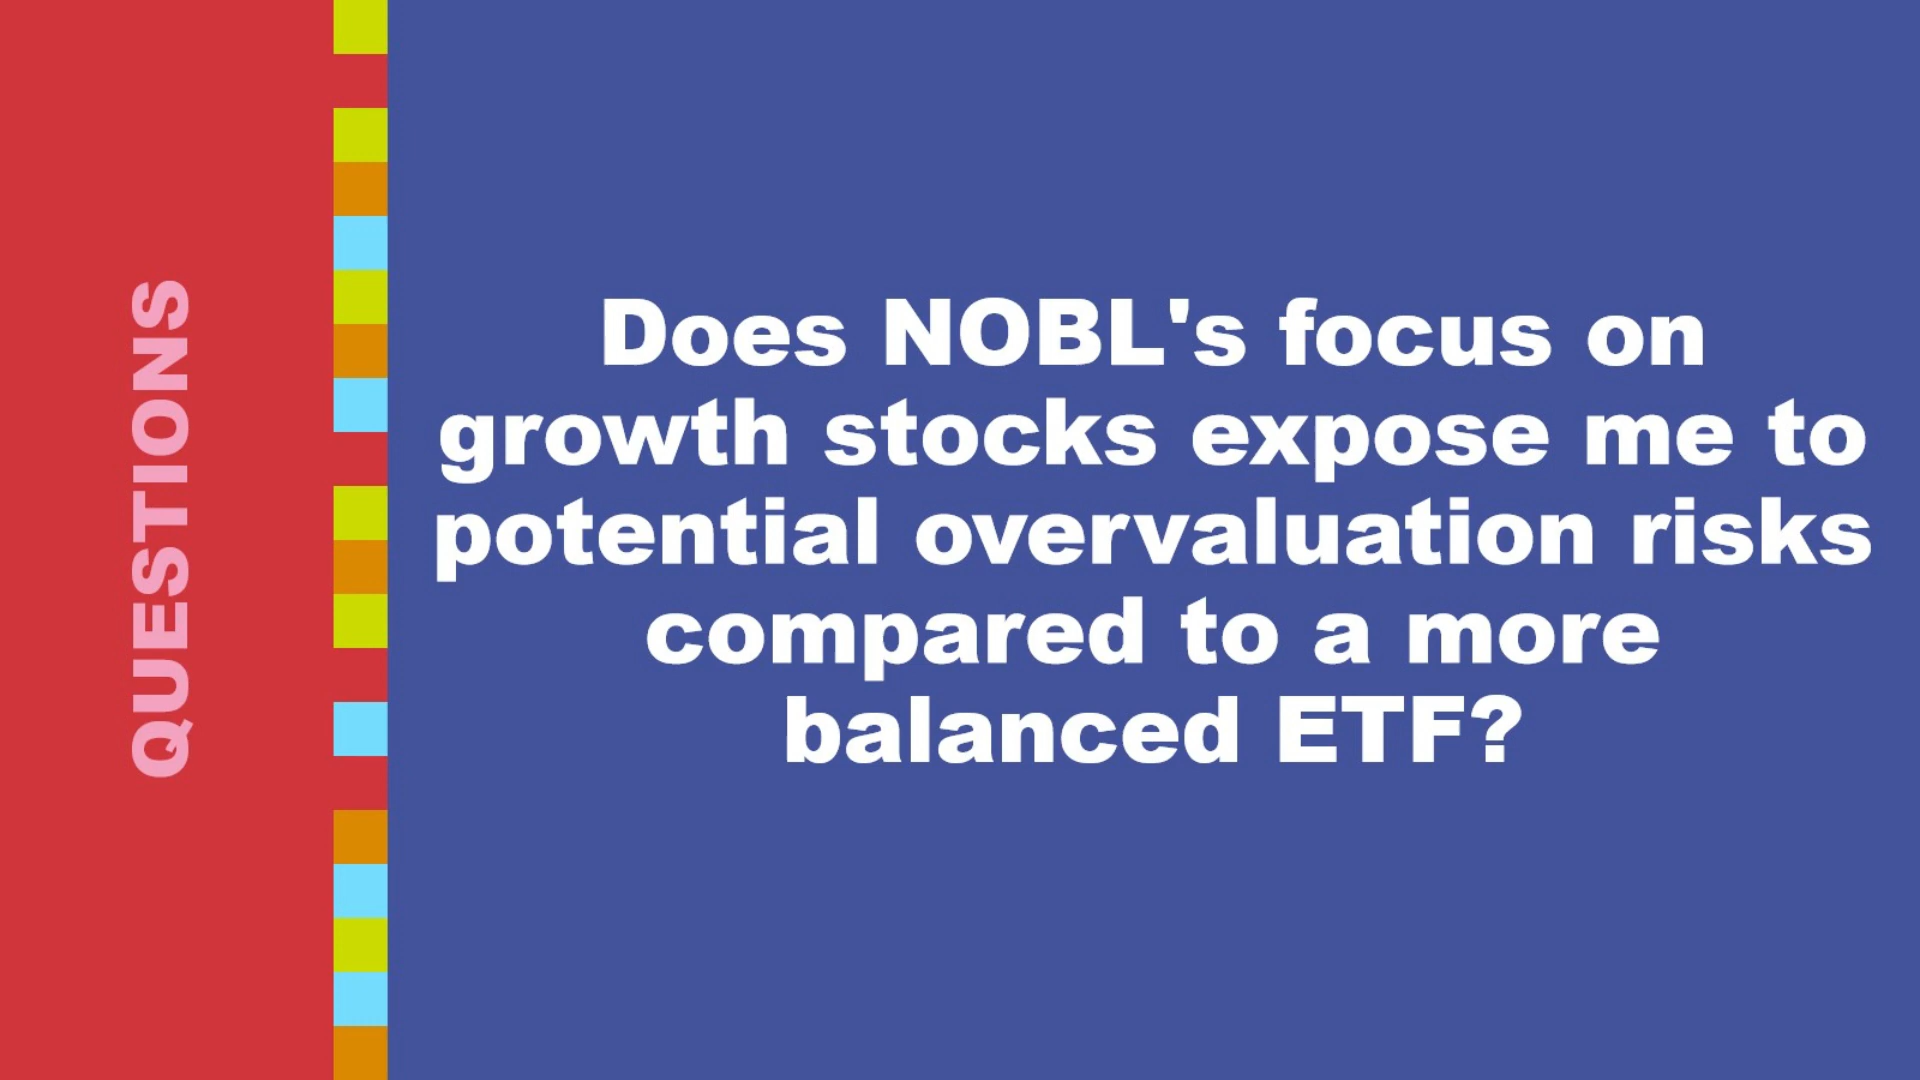 QUESTIONS
Does NOBL's focus on
growth stocks expose me to
potential overvaluation risks
compared to a more
balanced ETF?